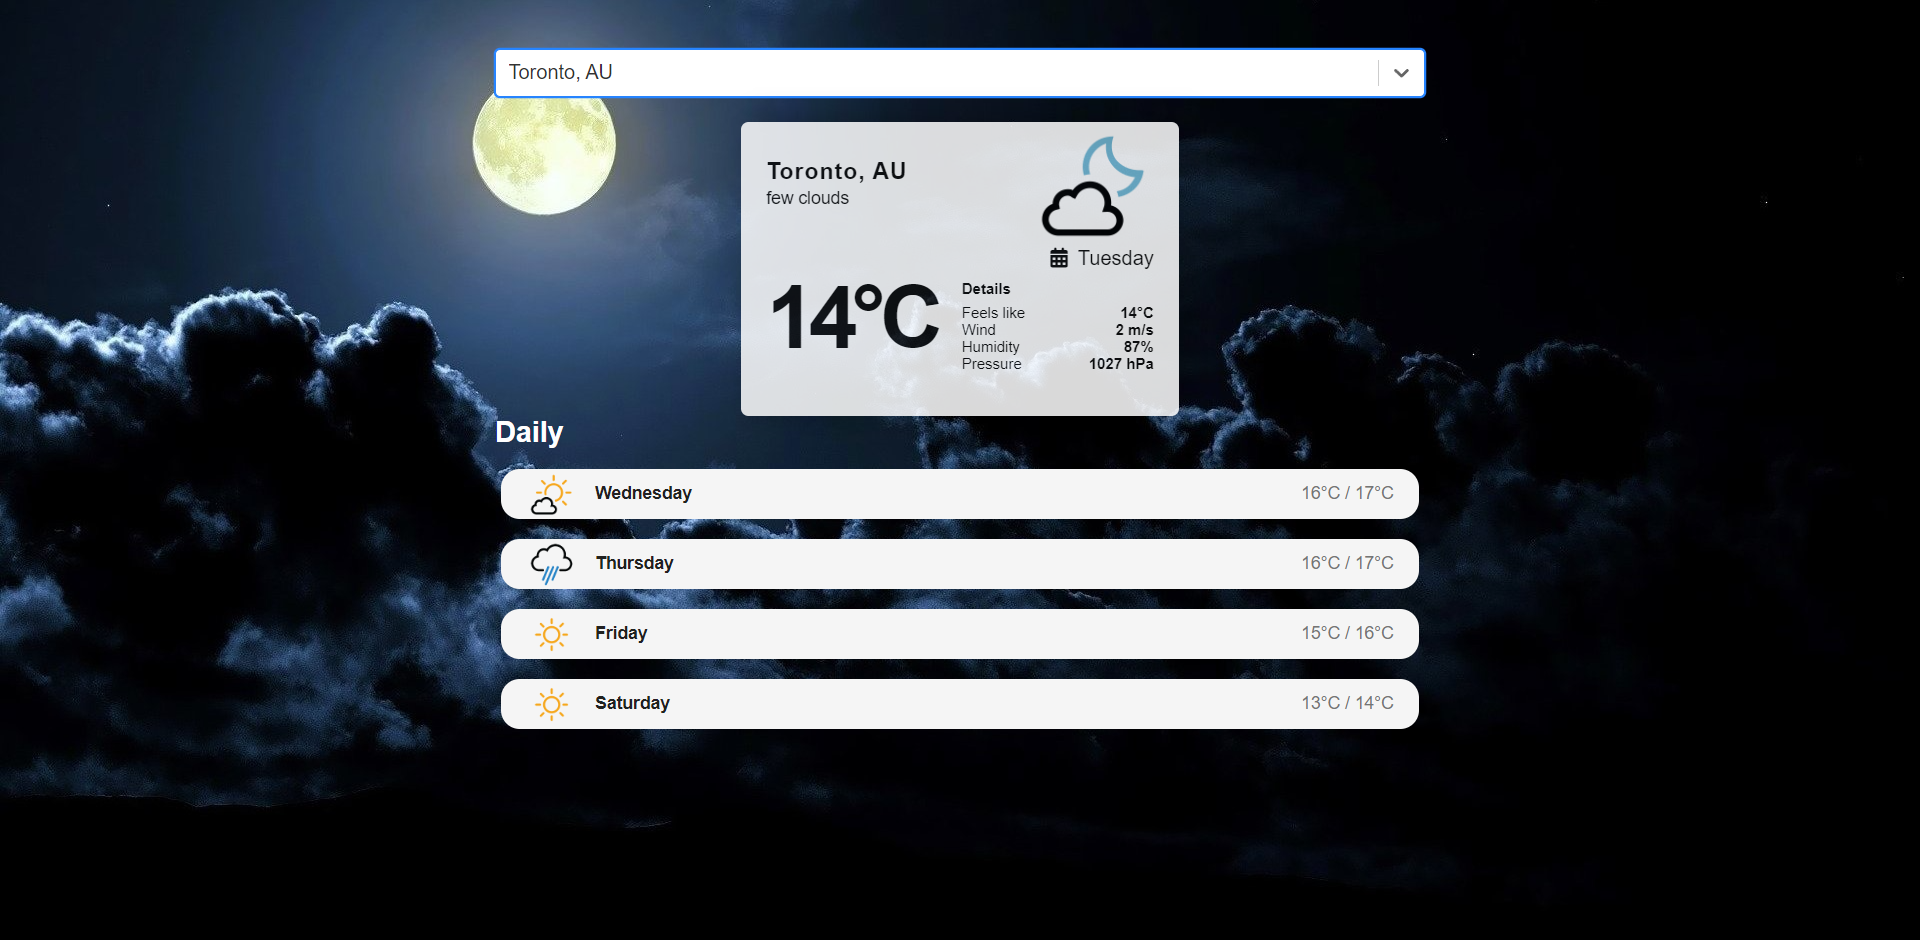 Toronto, AU
Toronto, AU
few clouds
Tuesday
14°C
Details
Feels like 14°C
Wind 2 m/s
Humidity 87%
Pressure 1027 hPa
Daily
Wednesday 16°C / 17°C
Thursday 16°C / 17°C
Friday 15°C / 16°C
Saturday 13°C / 14°C